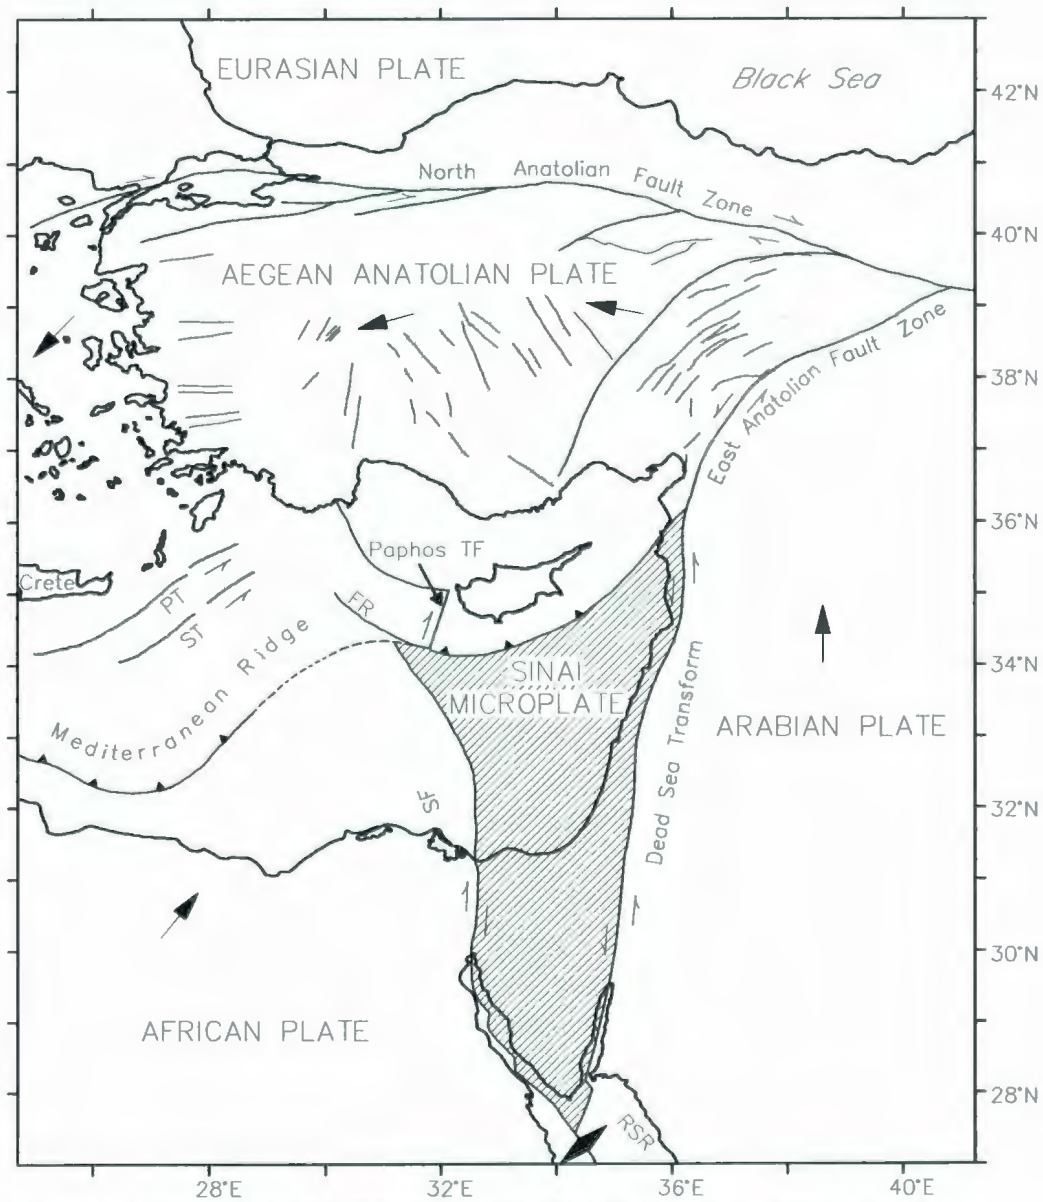 EURASIAN PLATE
Black Sea
42°N
North Anatolian Fault Zone
40°N
AEGEAN ANATOLIAN PLATE
East Anatolian Fault Zone
38°N
36°N
Paphos TF
Crete
PT
FR
ST
34°N
Mediterranean Ridge
SINAI
MICROPLATE
Dead Sea Transform
ARABIAN PLATE
SF
32°N
30°N
AFRICAN PLATE
28°N
RSR
28°E
32°E
36°E
40°E